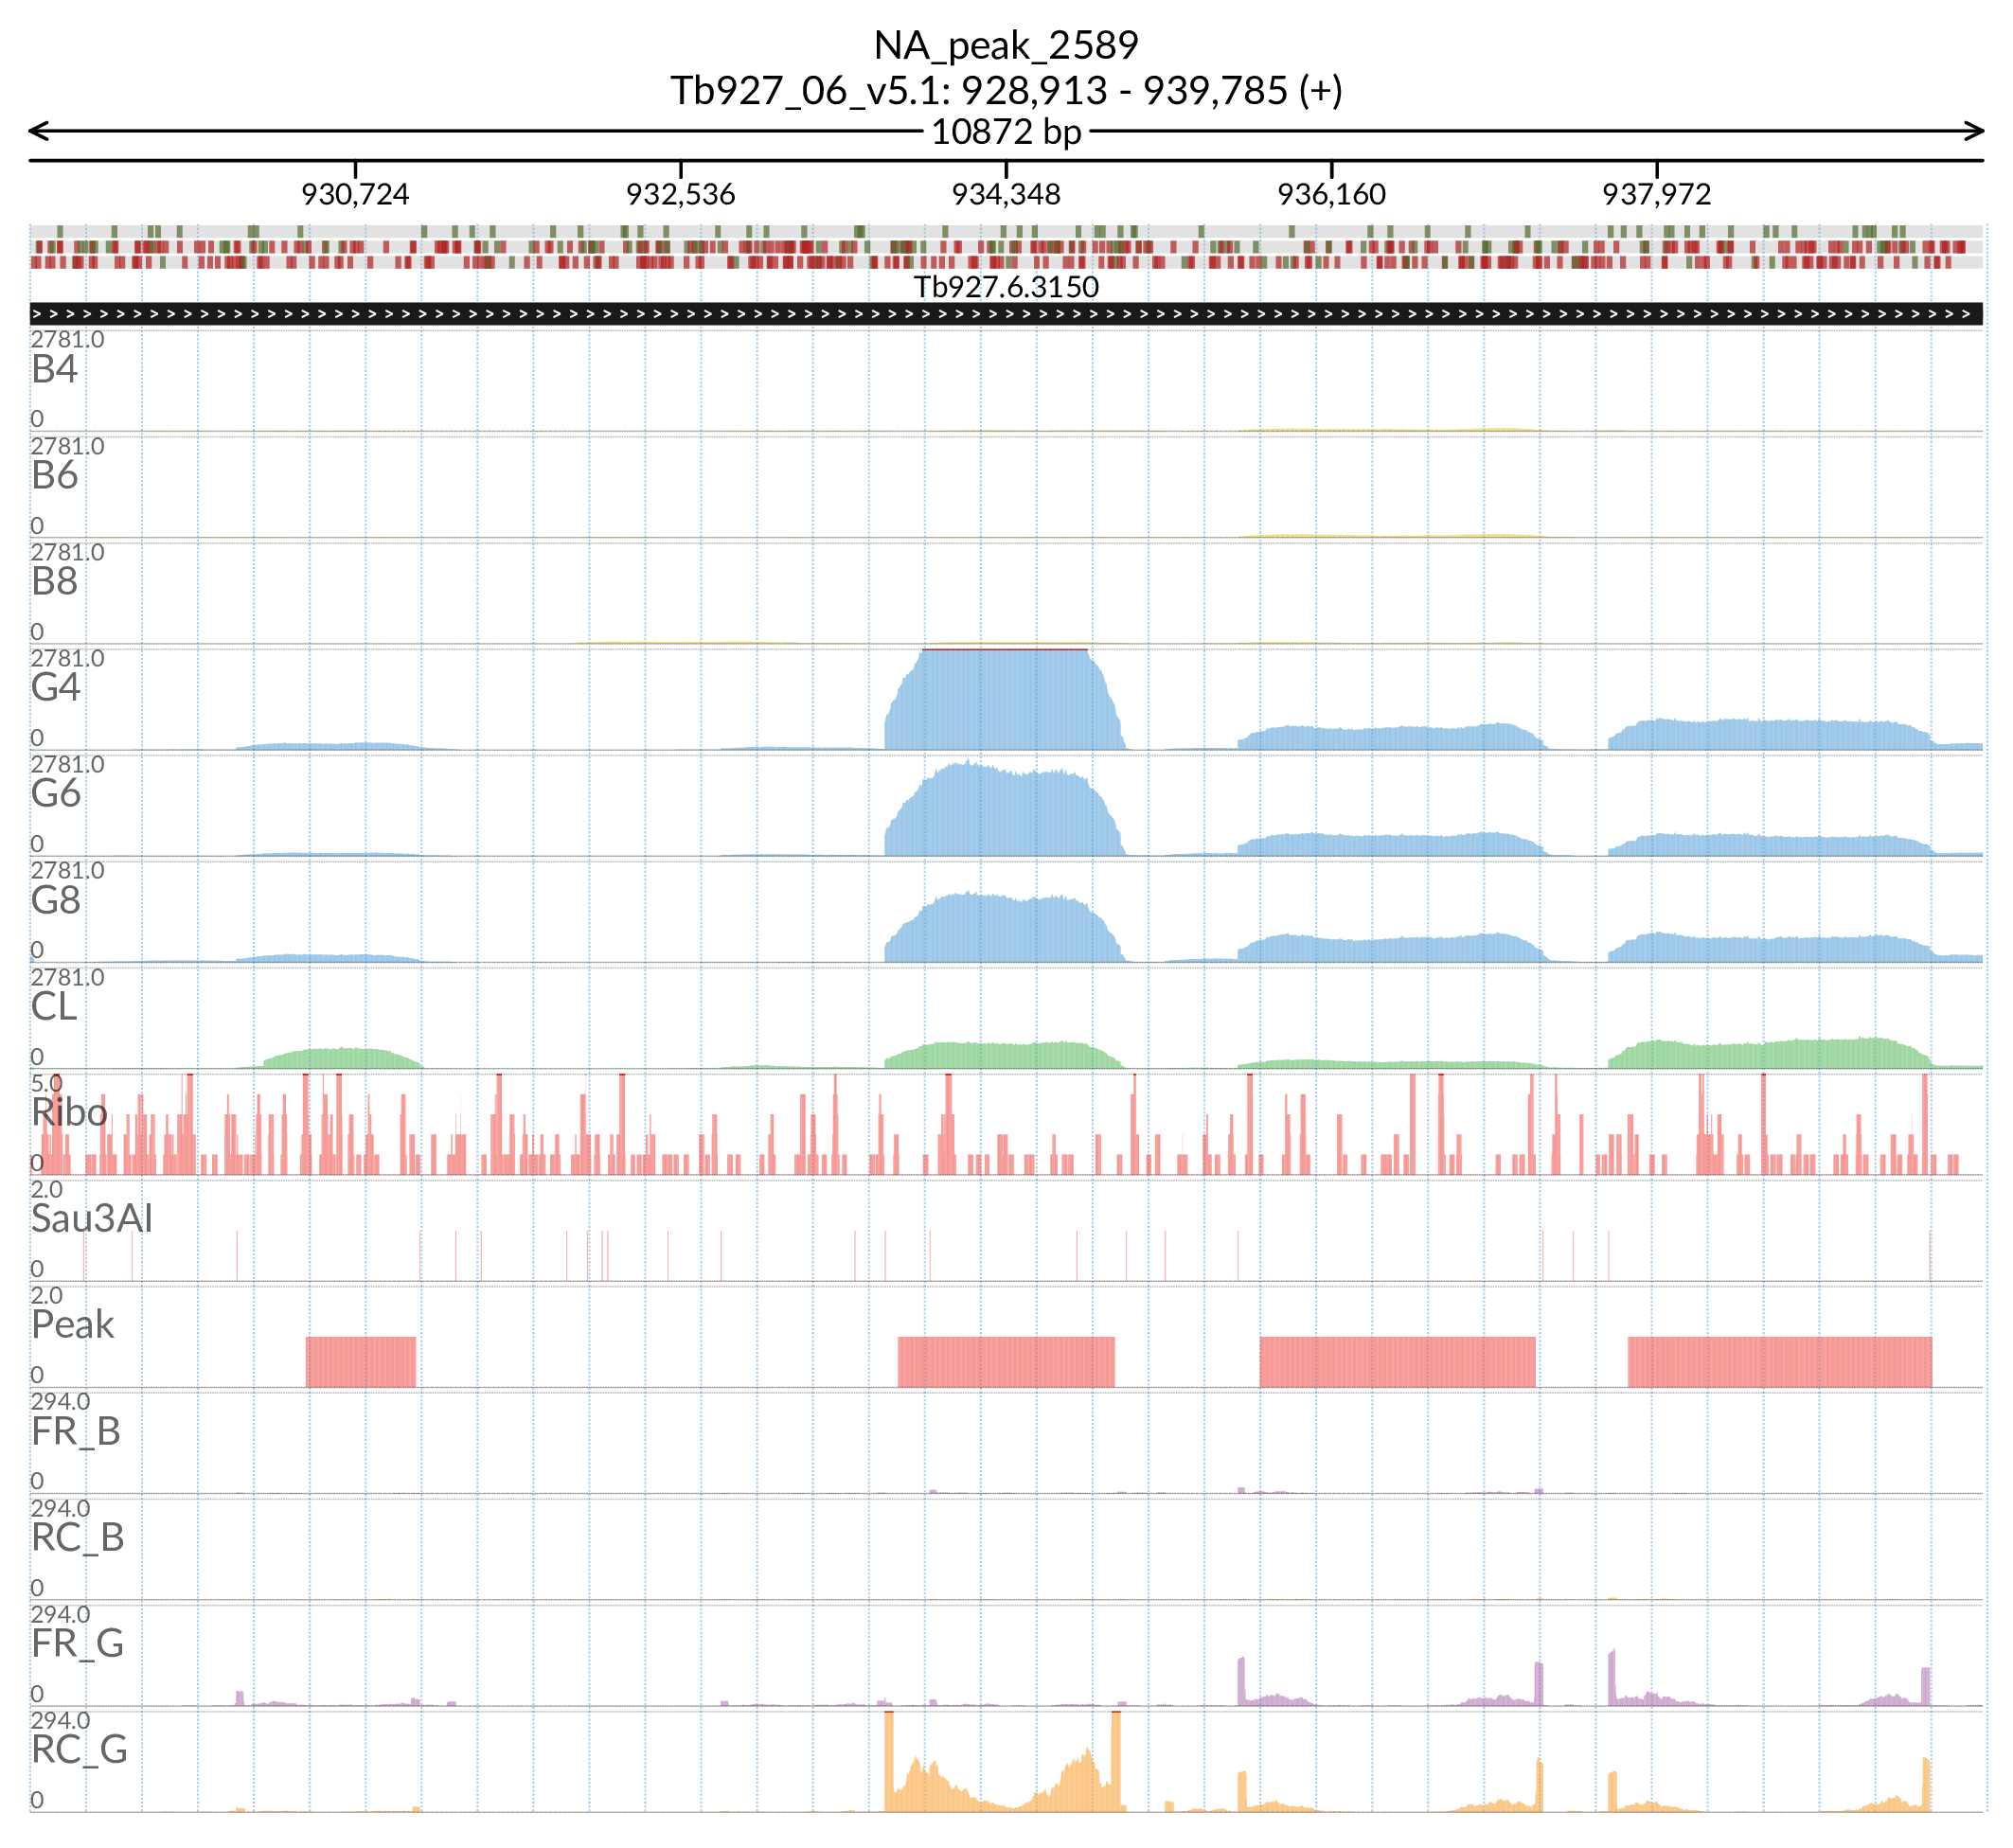 NA_peak_2589
Tb927_06_v5.1: 928,913 - 939,785 (+)
10872 bp
930,724 932,536 934,348 936,160 937,972
Tb927.6.3150
2781.0
B4
0
2781.0
B6
0
2781.0
B8
0
2781.0
G4
0
2781.0
G6
0
2781.0
G8
0
2781.0
CL
0
5.0
Ribo
0
2.0
Sau3AI
0
2.0
Peak
0
294.0
FR_B
0
294.0
RC_B
0
294.0
FR_G
0
294.0
RC_G
0